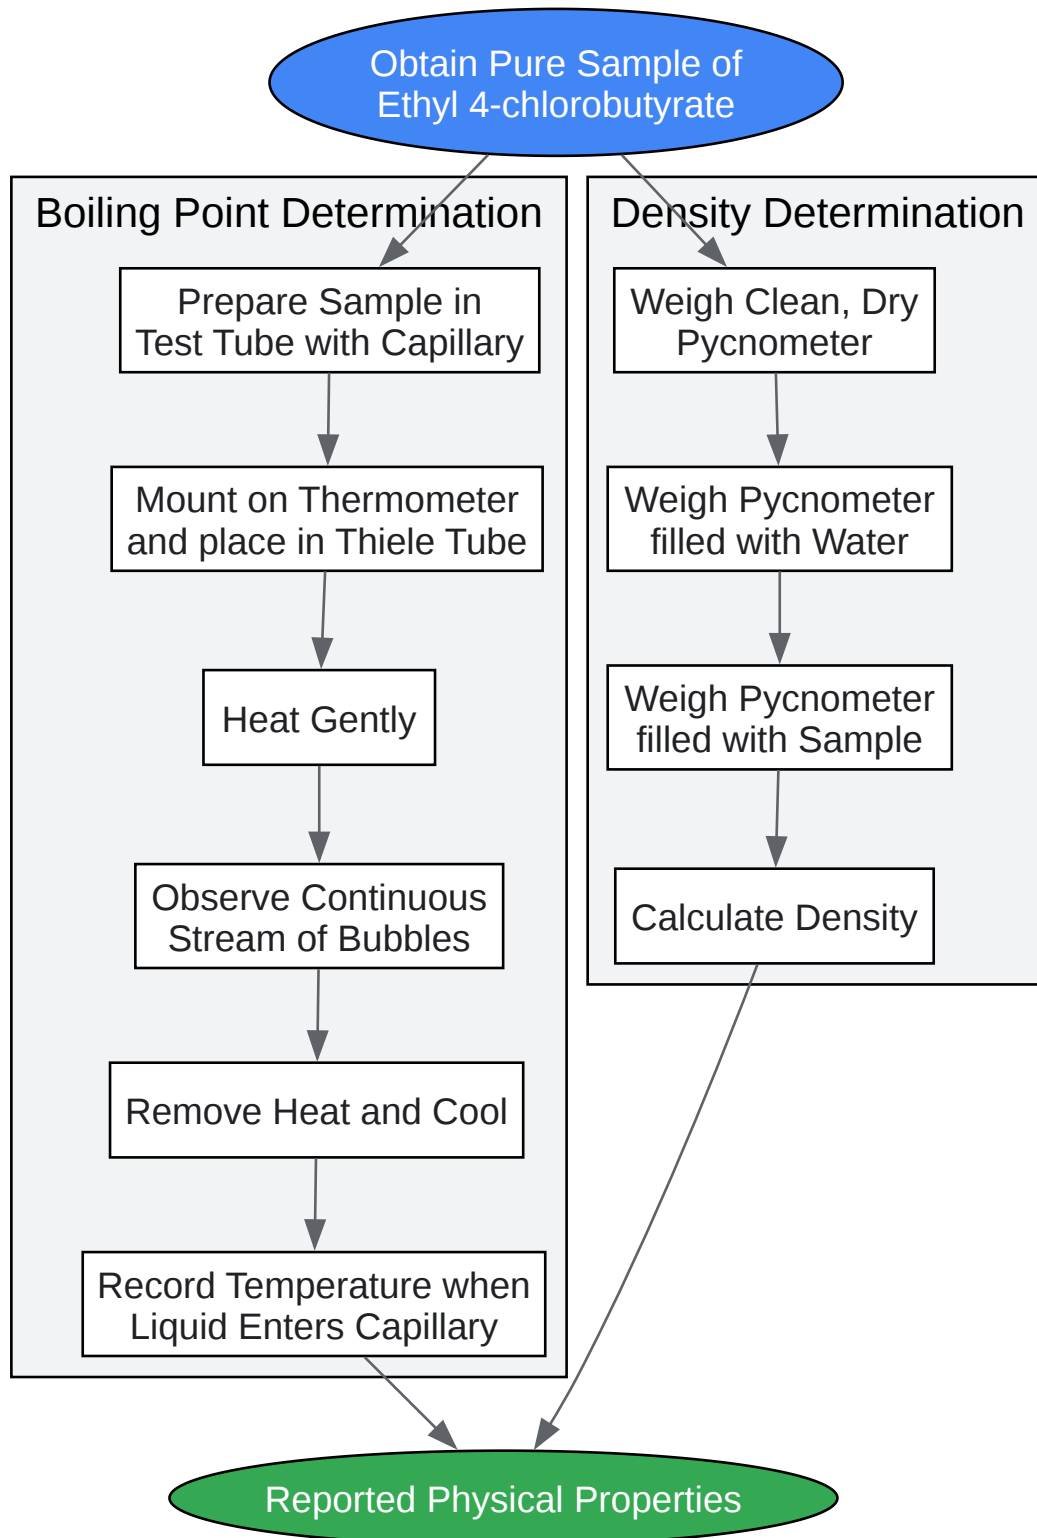 Obtain Pure Sample of
Ethyl 4-chlorobutyrate
Boiling Point Determination
Prepare Sample in
Test Tube with Capillary
Mount on Thermometer
and place in Thiele Tube
Heat Gently
Observe Continuous
Stream of Bubbles
Remove Heat and Cool
Record Temperature when
Liquid Enters Capillary
Density Determination
Weigh Clean, Dry
Pycnometer
Weigh Pycnometer
filled with Water
Weigh Pycnometer
filled with Sample
Calculate Density
Reported Physical Properties